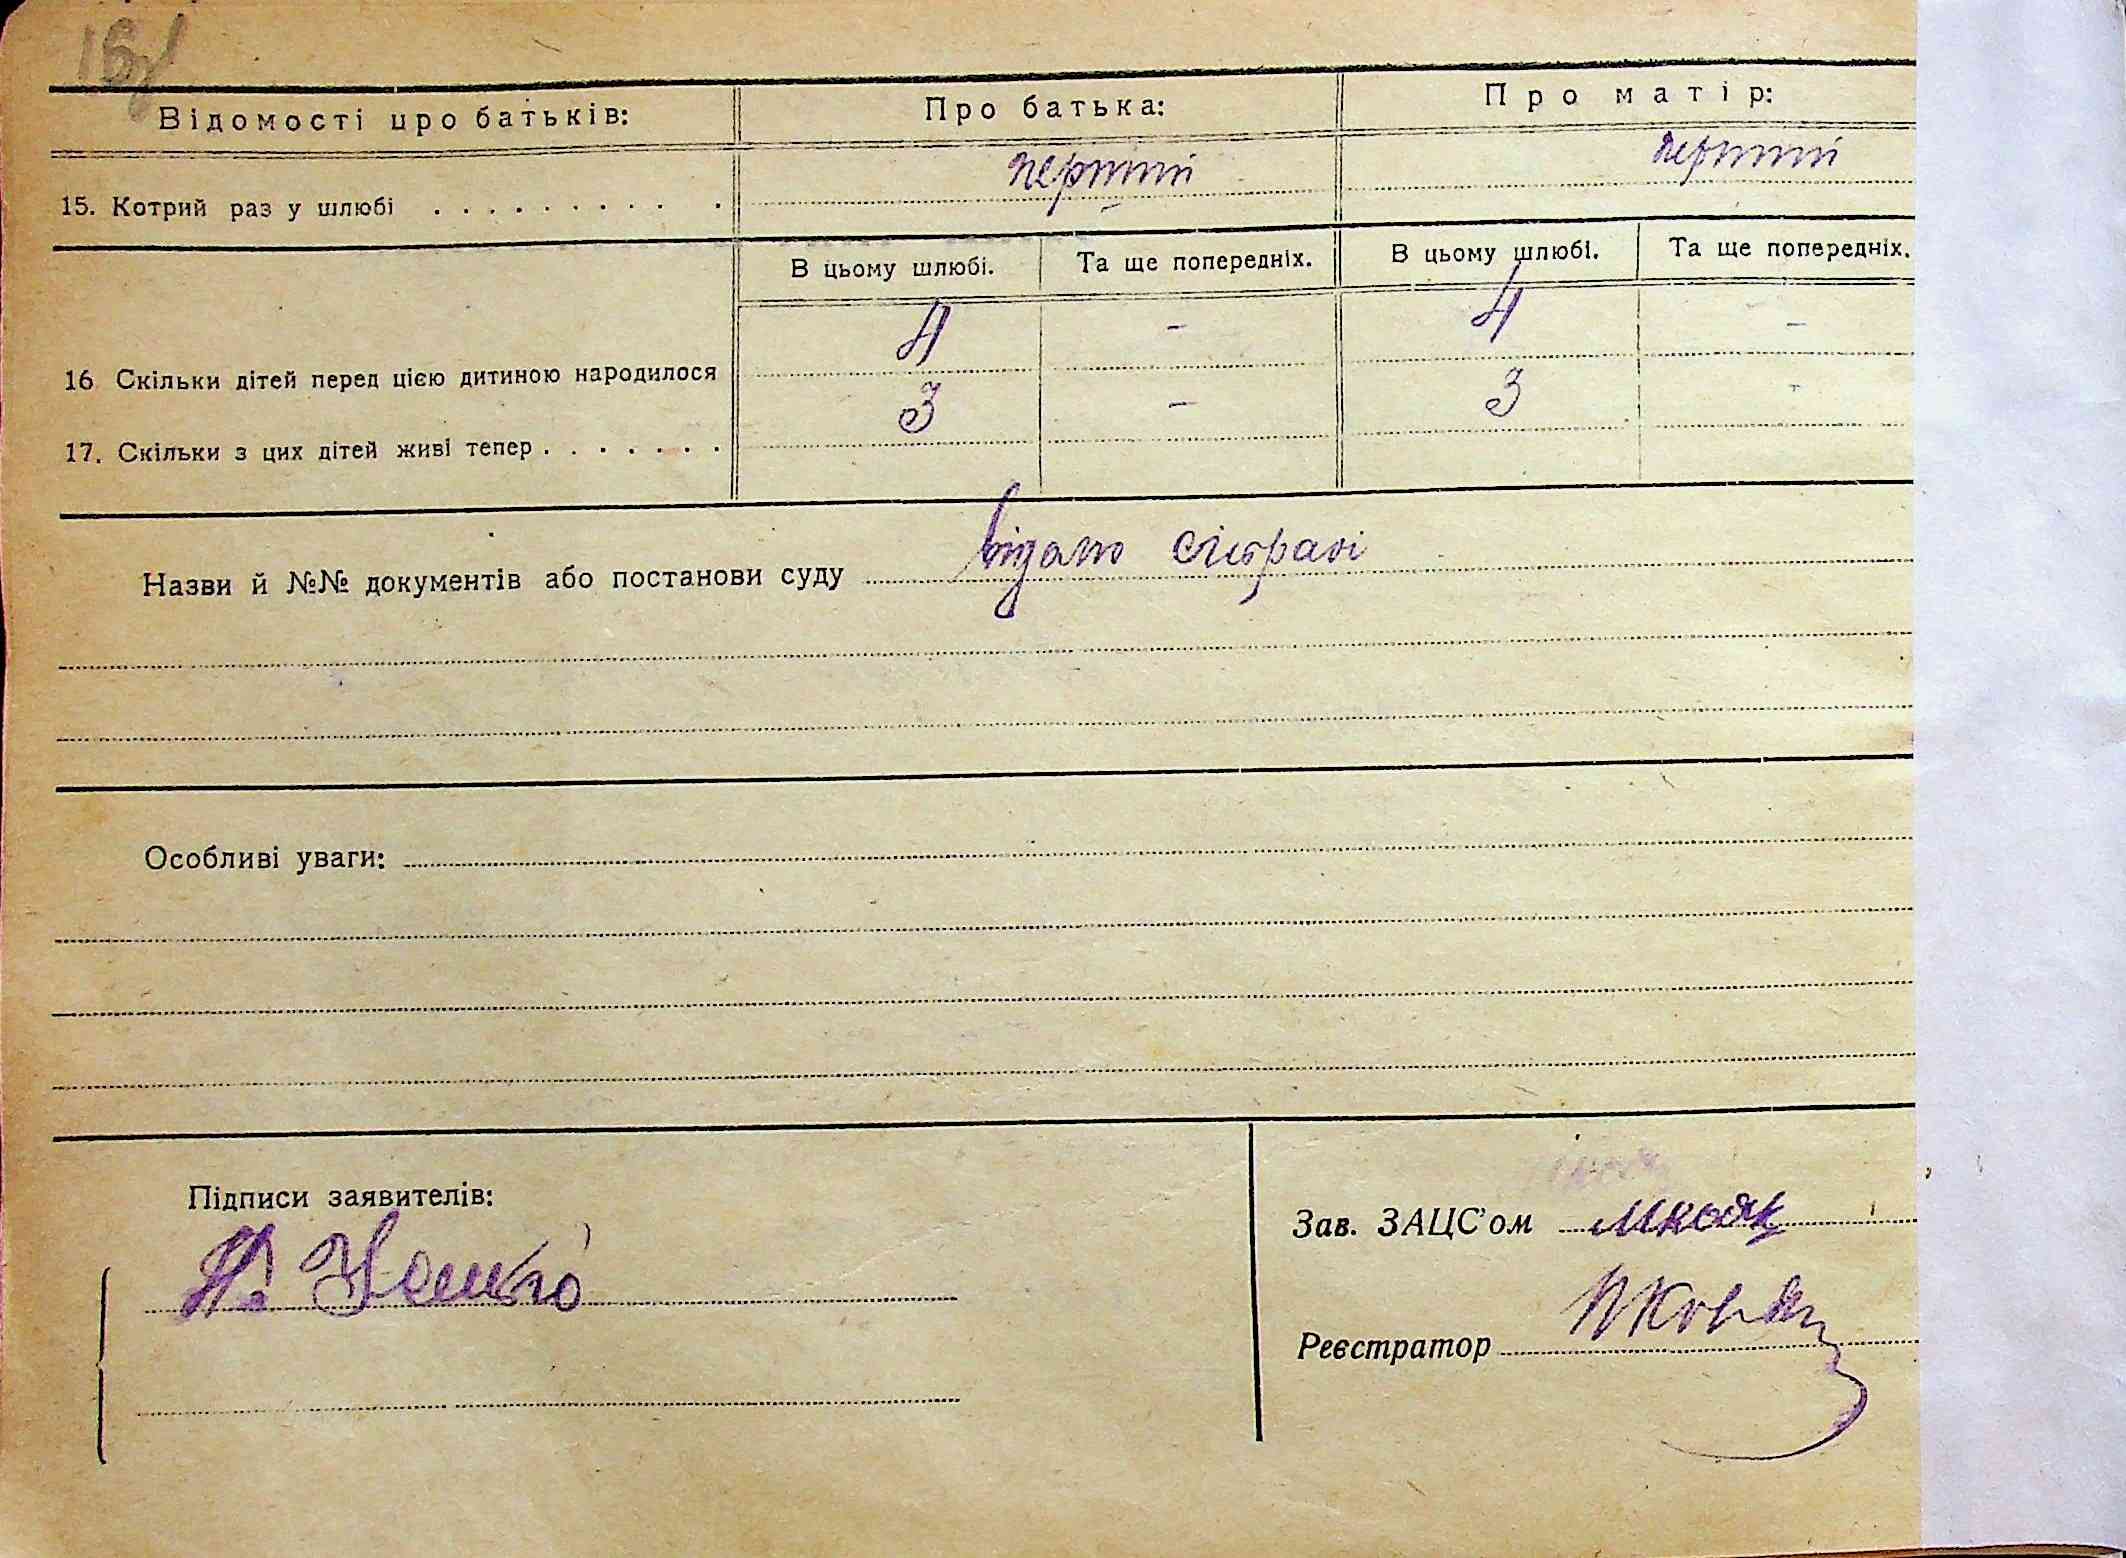 Відомості про батьків: Про батька: Про матір:
15. Котрий раз у шлюбі . . . . . . . . . . . перший перший
В цьому шлюбі. Та ще попередніх. В цьому шлюбі. Та ще попередніх.
16 Скільки дітей перед цією дитиною народилося 4 - 4 -
17. Скільки з цих дітей живі тепер . . . . . . . 3 - 3 -
Назви й №№ документів або постанови суду
Особливі уваги:
Підписи заявителів:
Зав. ЗАЦС'ом
Реєстратор